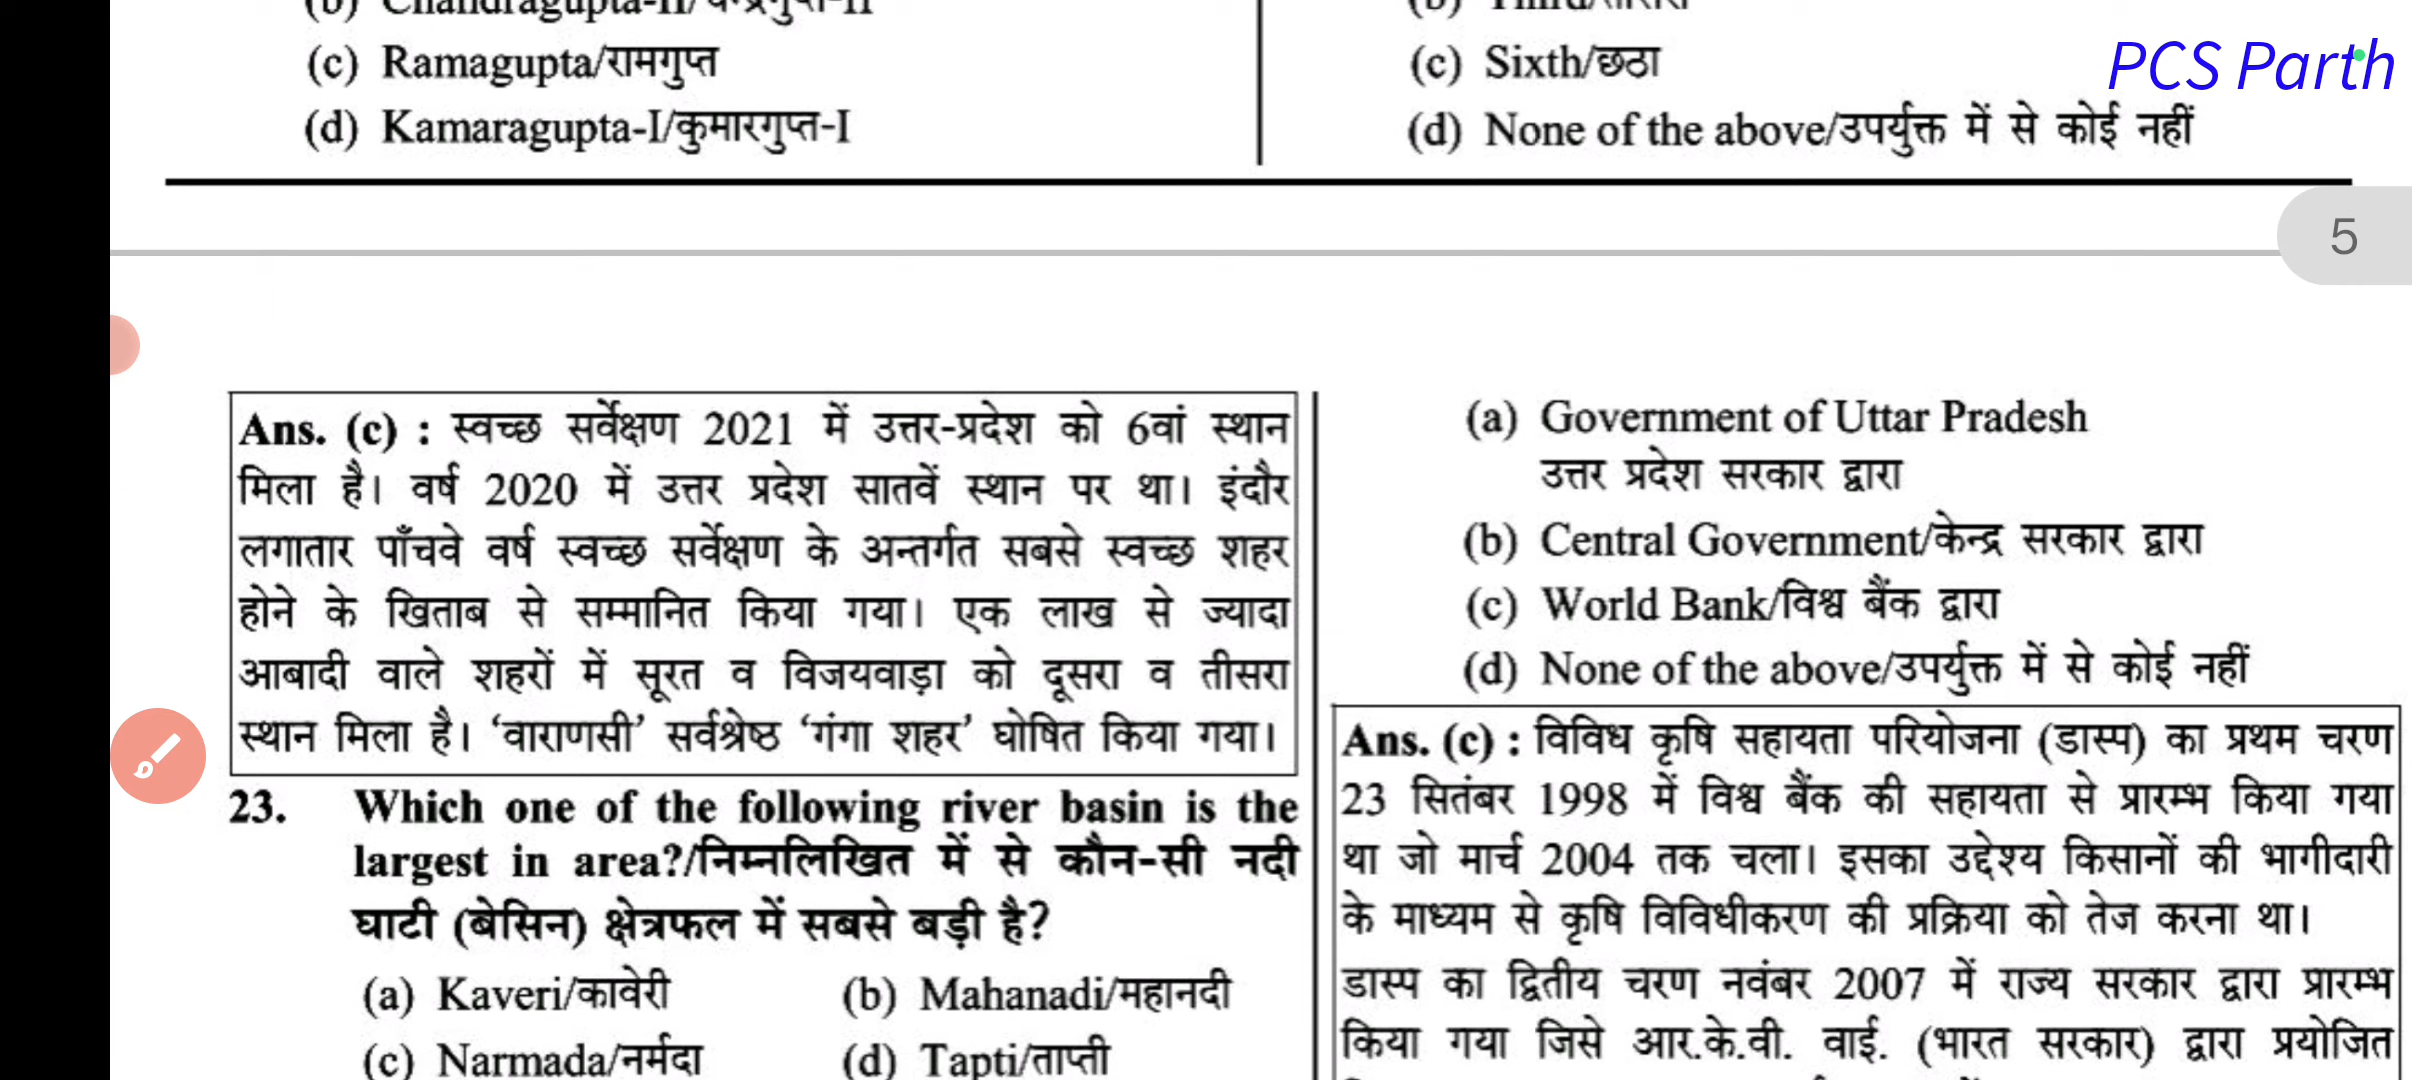 (c) Ramagupta/रामगुप्त
(d) Kamaragupta-I/कुमारगुप्त-I
(c) Sixth/छठा
(d) None of the above/उपर्युक्त में से कोई नहीं
PCS Parth
5
Ans. (c) : स्वच्छ सर्वेक्षण 2021 में उत्तर-प्रदेश को 6वां स्थान
मिला है। वर्ष 2020 में उत्तर प्रदेश सातवें स्थान पर था। इंदौर
लगातार पाँचवे वर्ष स्वच्छ सर्वेक्षण के अन्तर्गत सबसे स्वच्छ शहर
होने के खिताब से सम्मानित किया गया। एक लाख से ज्यादा
आबादी वाले शहरों में सूरत व विजयवाड़ा को दूसरा व तीसरा
स्थान मिला है। ‘वाराणसी’ सर्वश्रेष्ठ ‘गंगा शहर’ घोषित किया गया।
23. Which one of the following river basin is the
largest in area?/निम्नलिखित में से कौन-सी नदी
घाटी (बेसिन) क्षेत्रफल में सबसे बड़ी है?
(a) Kaveri/कावेरी (b) Mahanadi/महानदी
(c) Narmada/नर्मदा (d) Tapti/ताप्ती
(a) Government of Uttar Pradesh
उत्तर प्रदेश सरकार द्वारा
(b) Central Government/केन्द्र सरकार द्वारा
(c) World Bank/विश्व बैंक द्वारा
(d) None of the above/उपर्युक्त में से कोई नहीं
Ans. (c) : विविध कृषि सहायता परियोजना (डास्प) का प्रथम चरण
23 सितंबर 1998 में विश्व बैंक की सहायता से प्रारम्भ किया गया
था जो मार्च 2004 तक चला। इसका उद्देश्य किसानों की भागीदारी
के माध्यम से कृषि विविधीकरण की प्रक्रिया को तेज करना था।
डास्प का द्वितीय चरण नवंबर 2007 में राज्य सरकार द्वारा प्रारम्भ
किया गया जिसे आर.के.वी. वाई. (भारत सरकार) द्वारा प्रयोजित